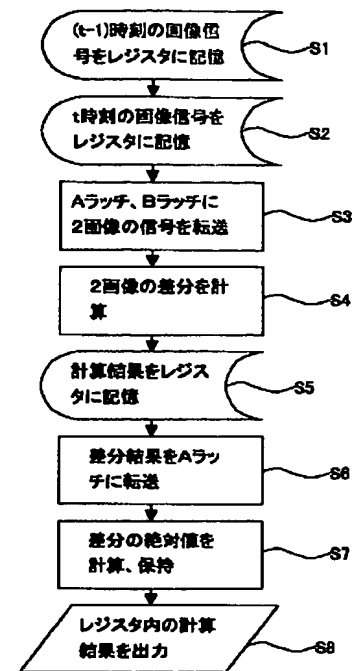 (t-1)時刻の画像信
号をレジスタに記憶
S1
t時刻の画像信号を
レジスタに記憶
S2
Aラッチ、Bラッチに
2画像の信号を転送
S3
2画像の差分を計
算
S4
計算結果をレジス
タに記憶
S5
差分結果をAラッ
チに転送
S6
差分の絶対値を
計算、保持
S7
レジスタ内の計算
結果を出力
S8